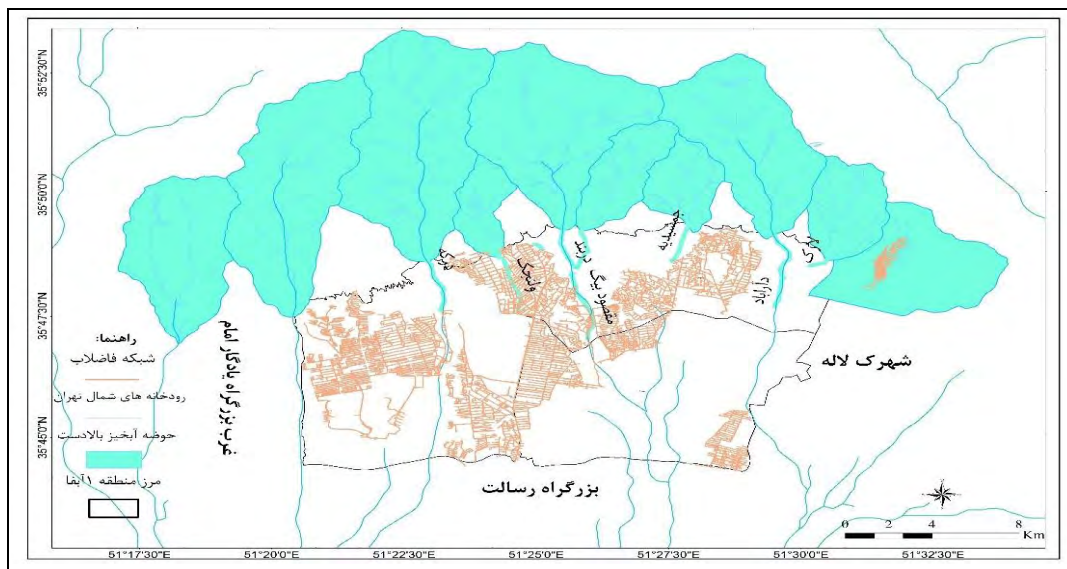 35°52'30"N
35°50'0"N
35°47'30"N
35°45'0"N
راهنما:
شبکه فاضلاب
رودخانه های شمال تهران
حوضه آبخیز بالادست
مرز منطقه ۱ آبفا
غرب بزرگراه یادگار امام
ولنجک
دربند
مقصود بیگ
جمشیدیه
دارآباد
شهرک لاله
بزرگراه رسالت
0 2 4 8
Km
51°17'30"E 51°20'0"E 51°22'30"E 51°25'0"E 51°27'30"E 51°30'0"E 51°32'30"E